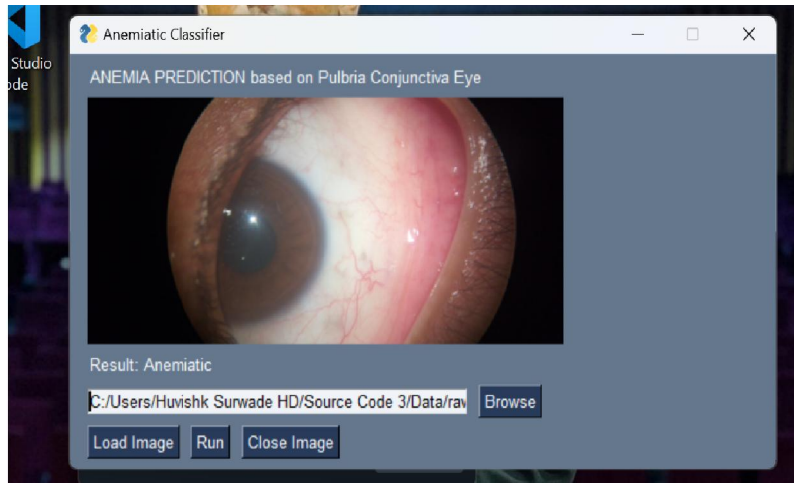 Studio
ode
Anemiatic Classifier
ANEMIA PREDICTION based on Pulbria Conjunctiva Eye
Result: Anemiatic
C:/Users/Huvishk Surwade HD/Source Code 3/Data/rav
Browse
Load Image Run Close Image